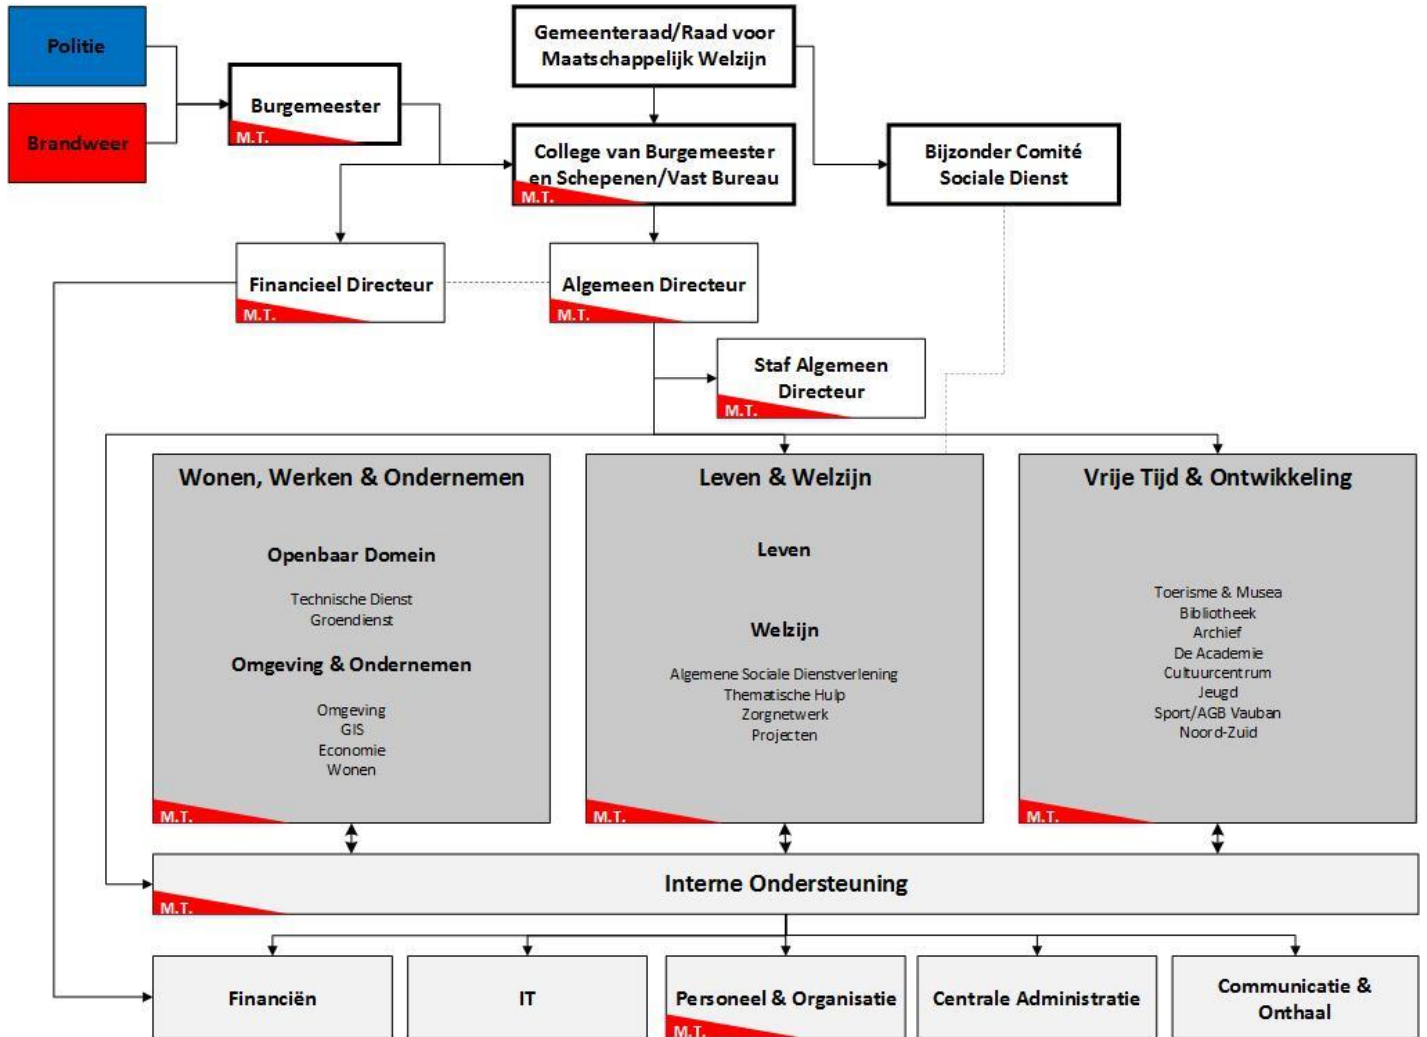 Politie
Brandweer
Burgemeester
M.T.
Gemeenteraad/Raad voor
Maatschappelijk Welzijn
College van Burgemeester
en Schepenen/Vast Bureau
M.T.
Bijzonder Comité
Sociale Dienst
Financieel Directeur
M.T.
Algemeen Directeur
M.T.
Staf Algemeen
Directeur
M.T.
Wonen, Werken & Ondernemen
Openbaar Domein
Technische Dienst
Groendienst
Omgeving & Ondernemen
Omgeving
GIS
Economie
Wonen
M.T.
Leven & Welzijn
Leven
Welzijn
Algemene Sociale Dienstverlening
Thematische Hulp
Zorgnetwerk
Projecten
M.T.
Vrije Tijd & Ontwikkeling
Toerisme & Musea
Bibliotheek
Archief
De Academie
Cultuurcentrum
Jeugd
Sport/AGB Vauban
Noord-Zuid
M.T.
Interne Ondersteuning
M.T.
Financiën
IT
Personeel & Organisatie
M.T.
Centrale Administratie
Communicatie &
Onthaal